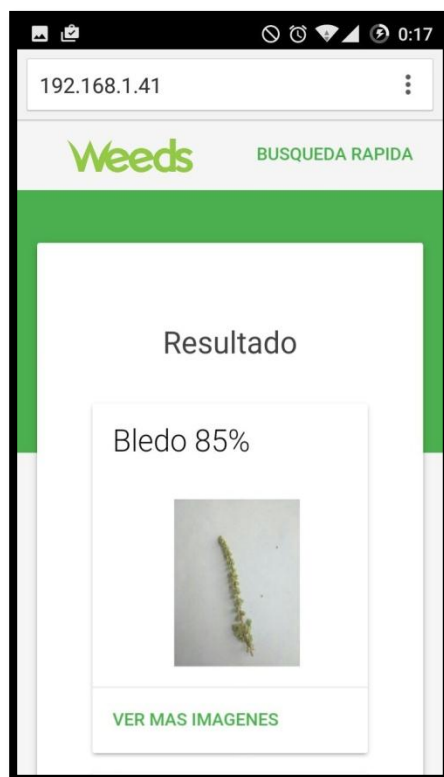 0:17
192.168.1.41
Weeds BUSQUEDA RAPIDA
Resultado
Bledo 85%
VER MAS IMAGENES